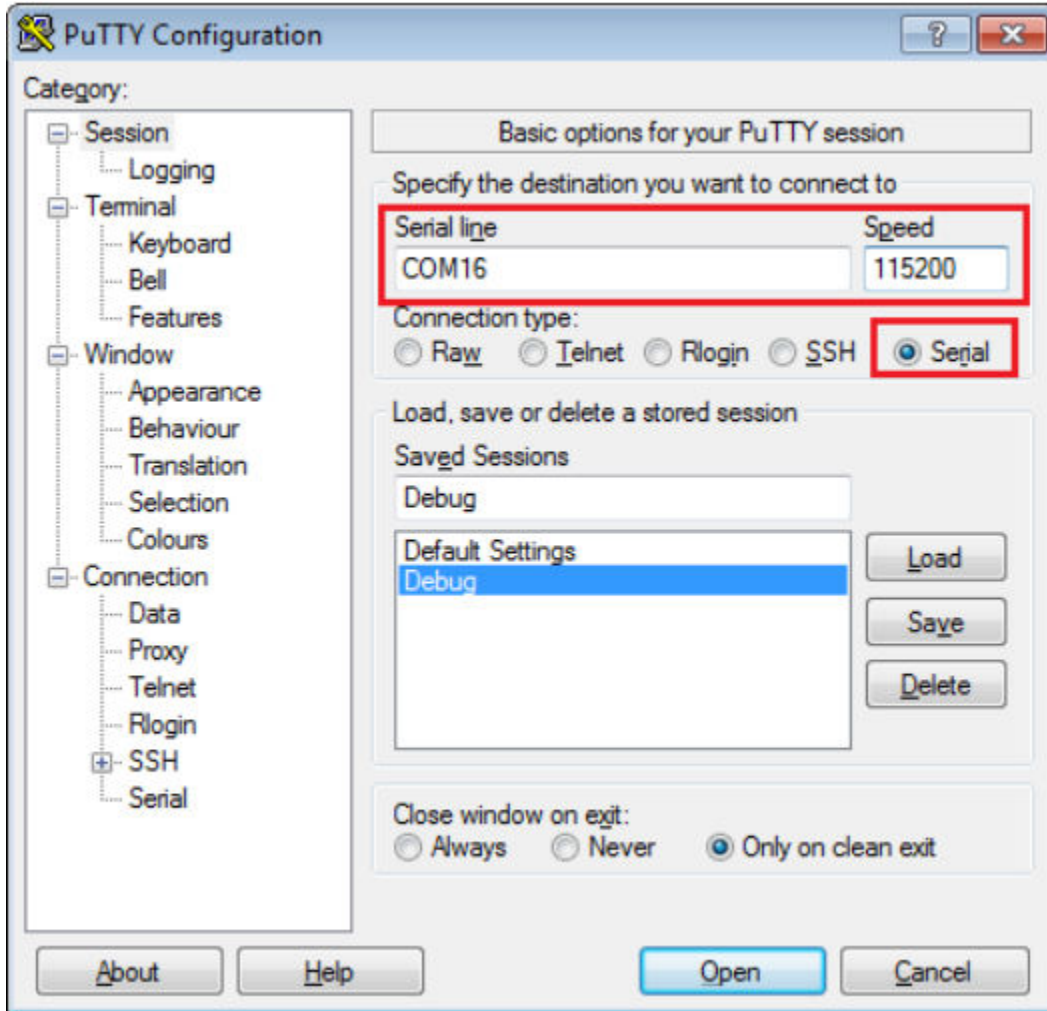 PuTTY Configuration
Category:
Session
Logging
Terminal
Keyboard
Bell
Features
Window
Appearance
Behaviour
Translation
Selection
Colours
Connection
Data
Proxy
Telnet
Rlogin
SSH
Serial
Basic options for your PuTTY session
Specify the destination you want to connect to
Serial line Speed
COM16 115200
Connection type:
Raw Telnet Rlogin SSH Serial
Load, save or delete a stored session
Saved Sessions
Debug
Default Settings
Debug
Load
Save
Delete
Close window on exit:
Always Never Only on clean exit
About Help Open Cancel